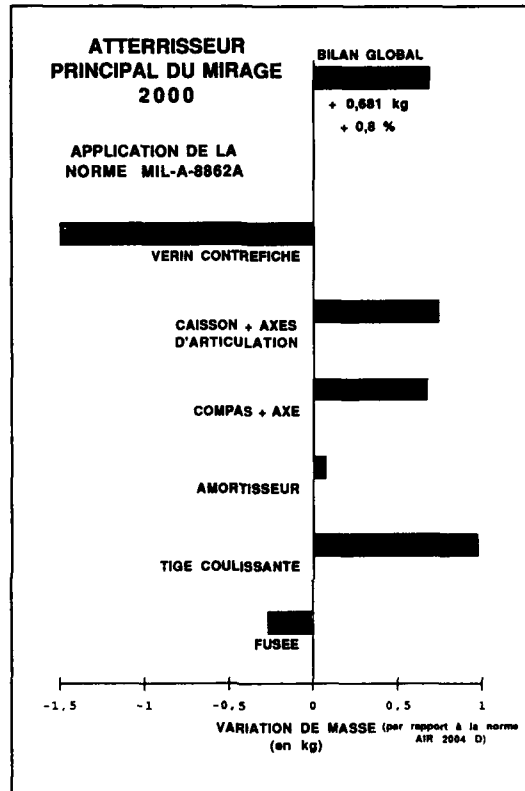 ATTERRISSEUR
PRINCIPAL DU MIRAGE
2000
APPLICATION DE LA
NORME MIL-A-8862A
BILAN GLOBAL
+ 0,681 kg
+ 0,8 %
VERIN CONTREFICHE
CAISSON + AXES
D'ARTICULATION
COMPAS + AXE
AMORTISSEUR
TIGE COULISSANTE
FUSEE
-1,5 -1 -0,5 0 0,5 1
VARIATION DE MASSE (par rapport à la norme
(en kg) AIR 2004 D)